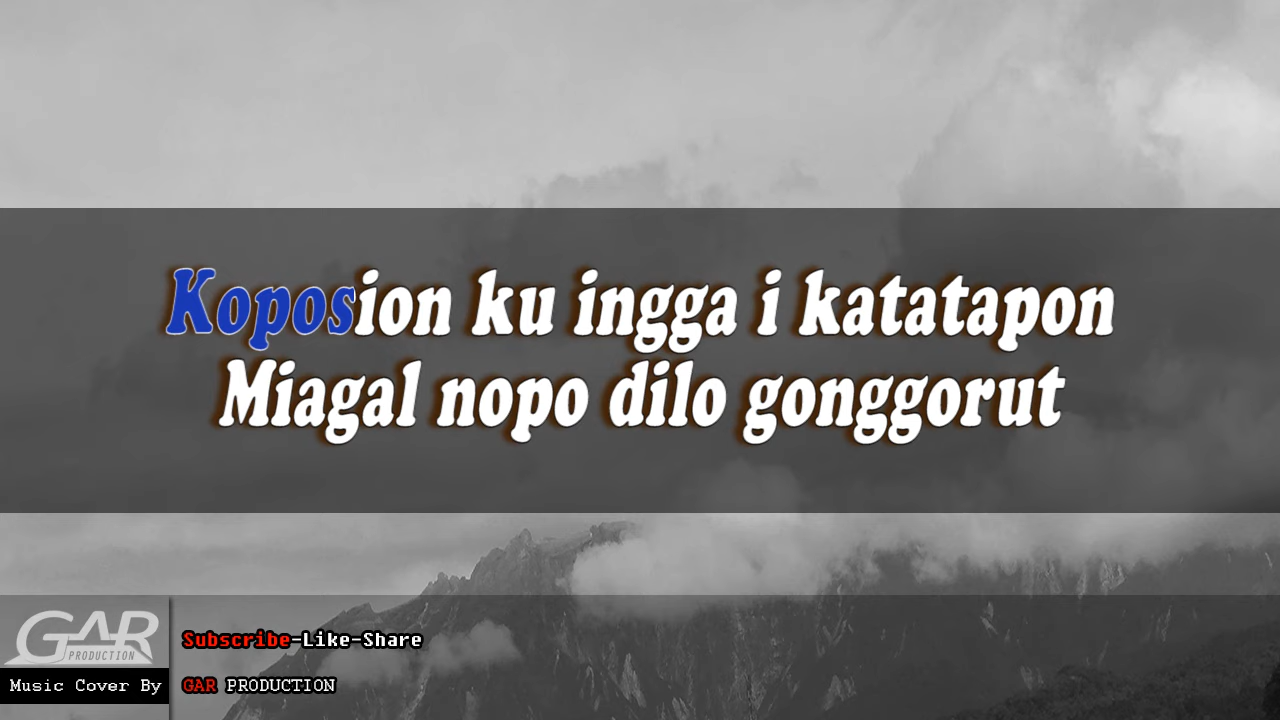 Koposion ku ingga i katatapon
Miagal nopo dilo gonggorut
GAR
PRODUCTION
Subscribe-Like-Share
Music Cover By
GAR PRODUCTION